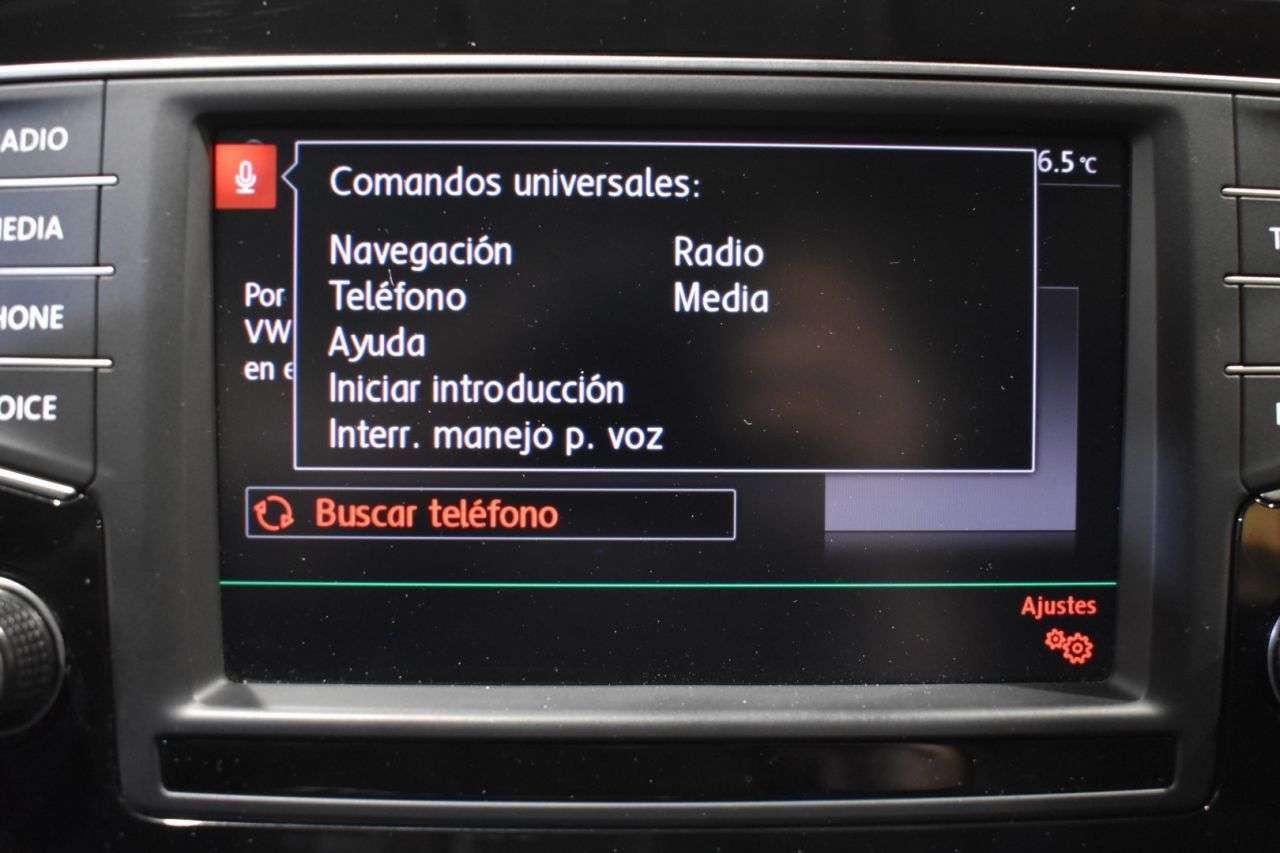 Comandos universales:
6.5 °C
Navegación
Radio
Teléfono
Media
Ayuda
Iniciar introducción
Interr. manejo p. voz
Por
VW
en
Buscar teléfono
Ajustes
ADIO
EDIA
HONE
OICE
T